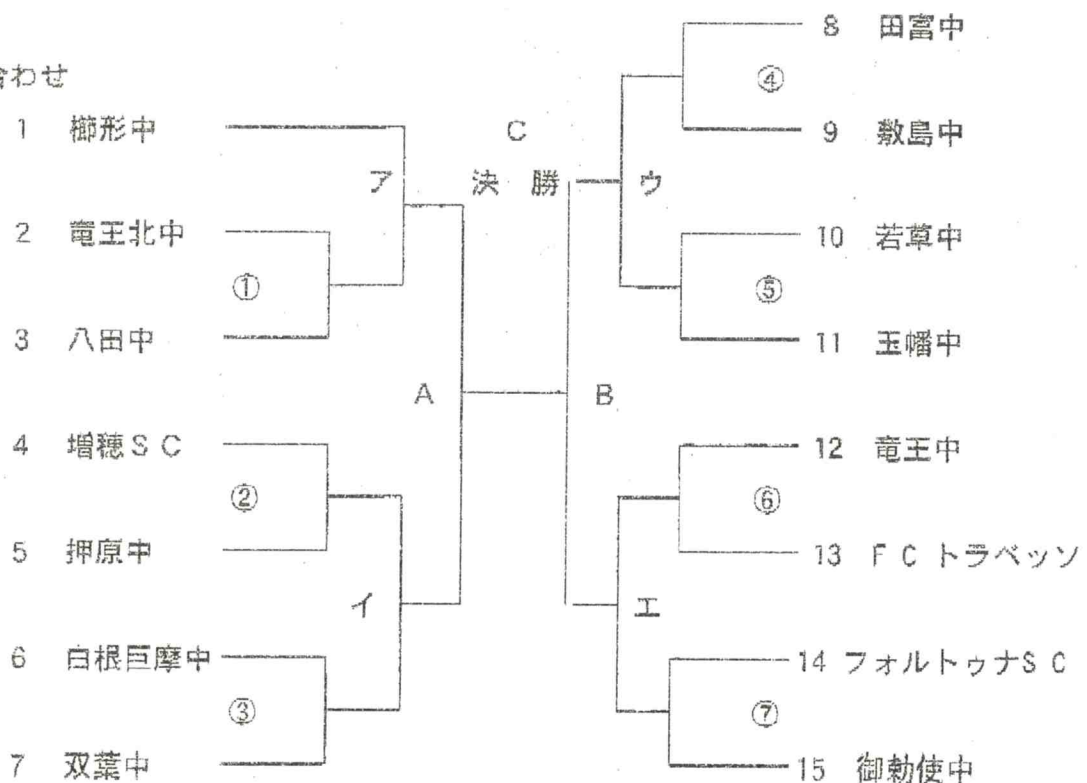 合わせ
1 櫛形中
2 竜王北中
3 八田中
4 増穂SC
5 押原中
6 白根巨摩中
7 双葉中
①
②
③
ア
イ
A
C
決勝
B
ウ
エ
④
⑤
⑥
⑦
8 田富中
9 敷島中
10 若草中
11 玉幡中
12 竜王中
13 FCトラベッソ
14 フォルトゥナSC
15 御勅使中